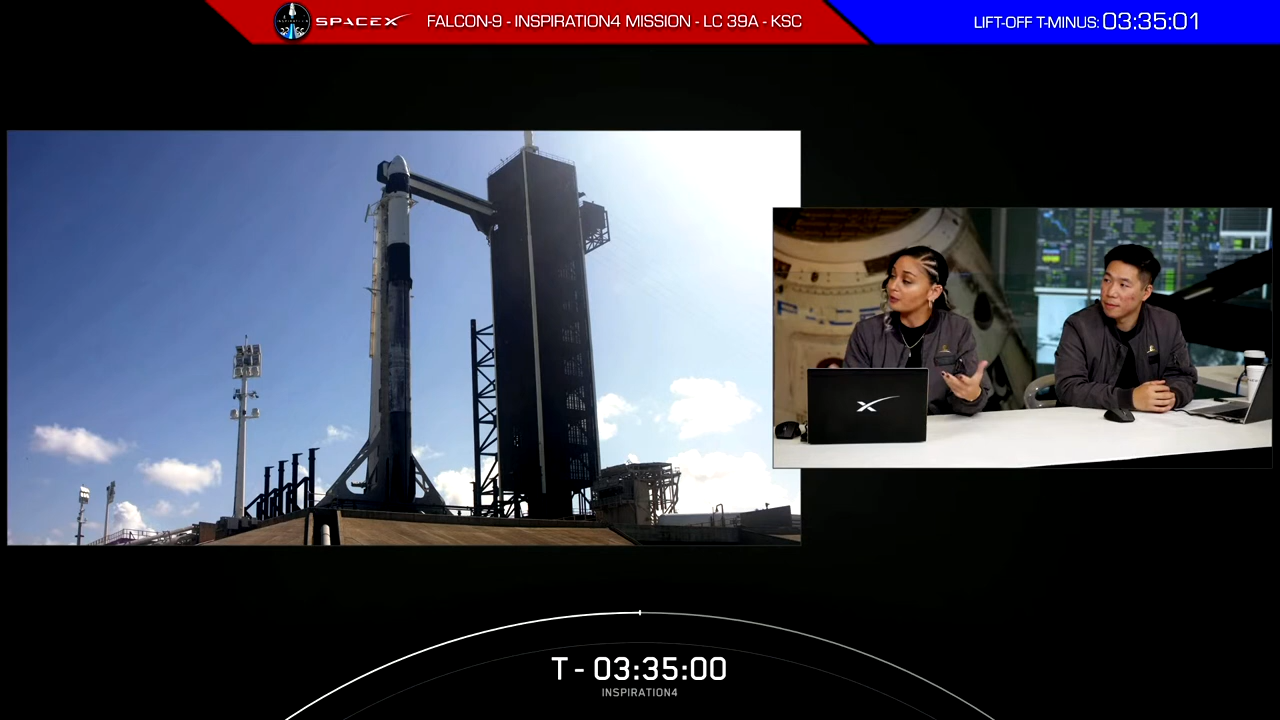 SPACEX
FALCON-9 - INSPIRATION4 MISSION - LC 39A - KSC
LIFT-OFF T-MINUS: 03:35:01
T - 03:35:00
INSPIRATION4